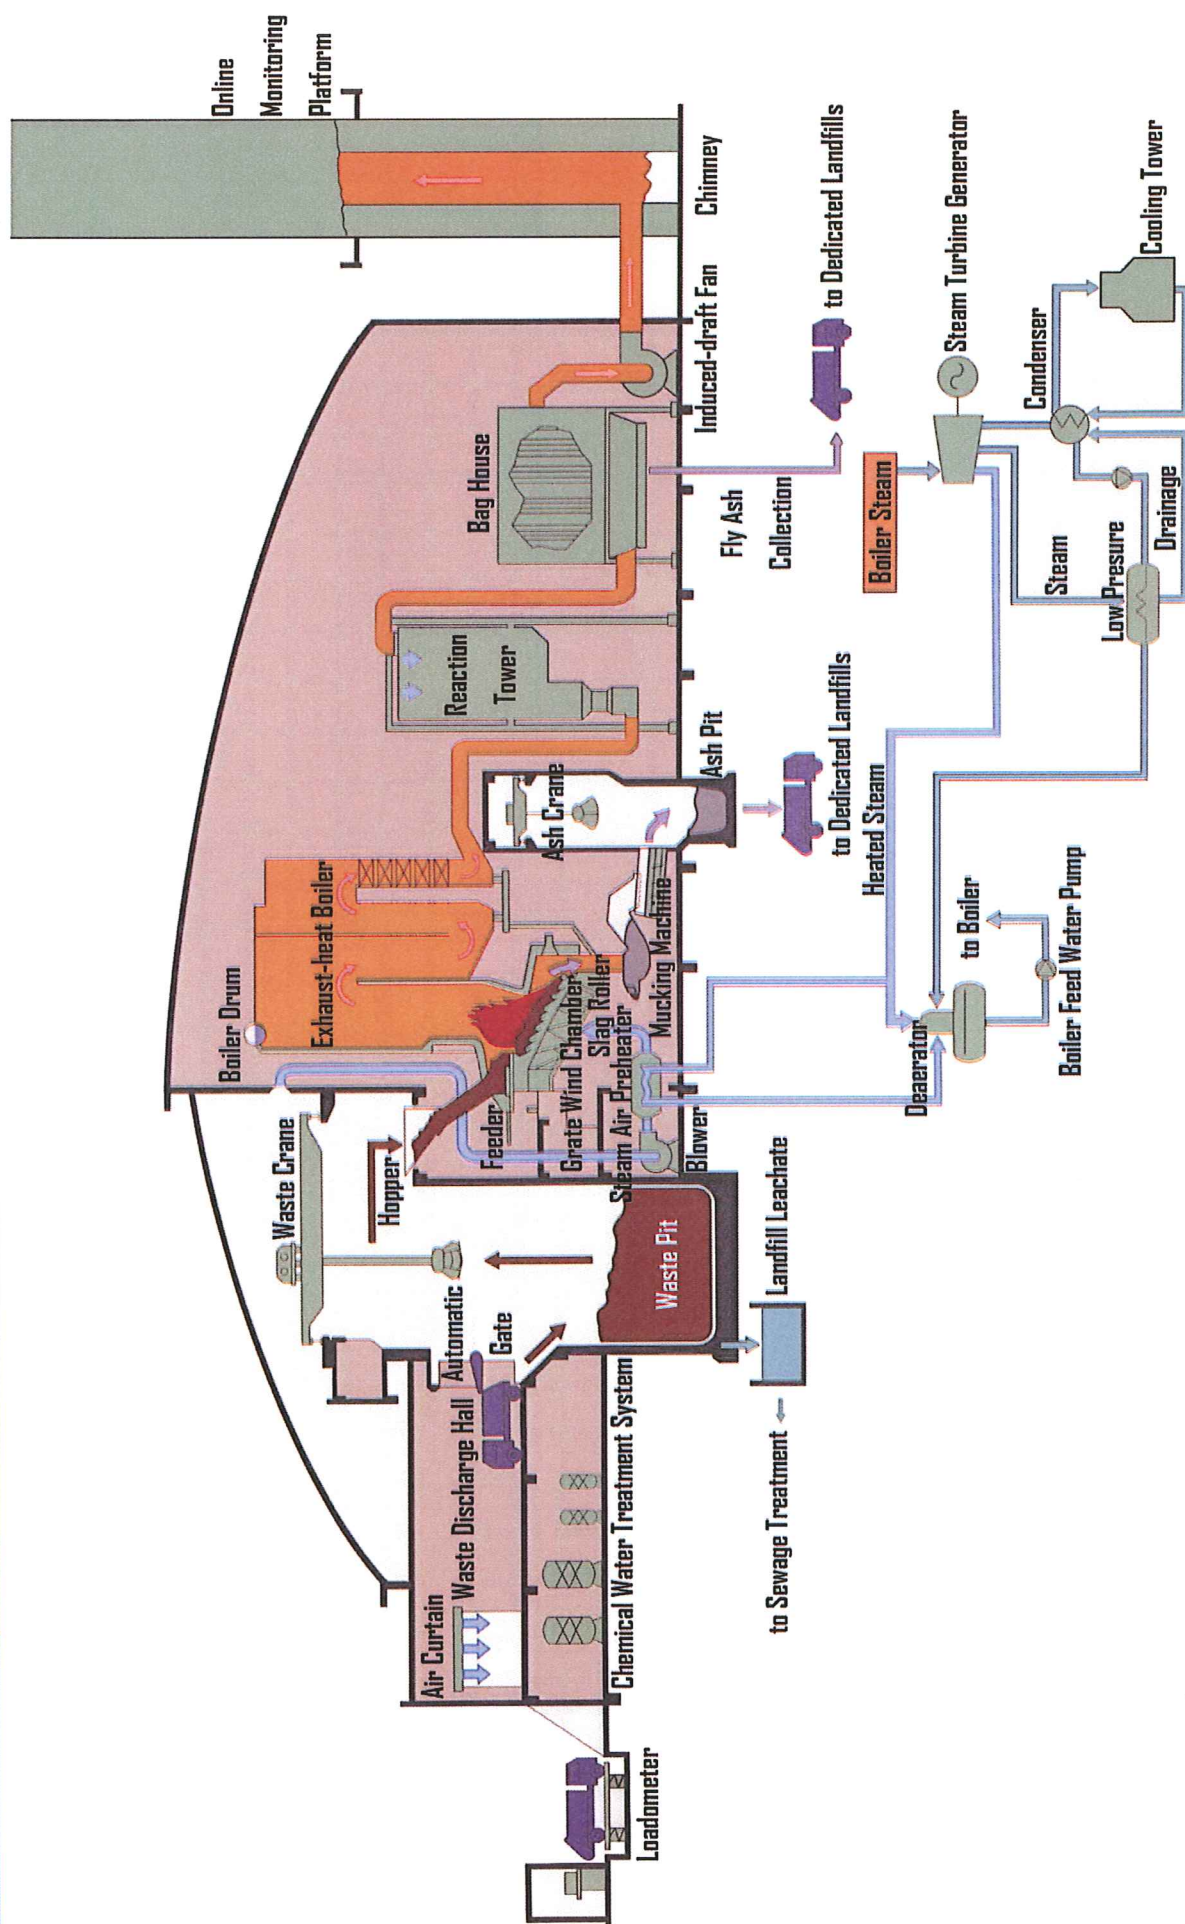 Online
Monitoring
Platform
Chimney
Waste Crane
Boiler Drum
Exhaust-heat Boiler
Hopper
Automatic
Gate
Feeder
Grate Wind Chamber
Slag Roller
Steam Air Preheater
Mucking Machine
Blower
Ash Crane
Ash Pit
Reaction
Tower
Bag House
Induced-draft Fan
Air Curtain
Waste Discharge Hall
Waste Pit
Chemical Water Treatment System
Loadometer
to Sewage Treatment
Landfill Leachate
to Dedicated Landfills
Fly Ash
Collection
to Dedicated Landfills
Heated Steam
Boiler Steam
Steam Turbine Generator
Steam
Condenser
Cooling Tower
Low Presure
Drainage
Deaerator
to Boiler
Boiler Feed Water Pump